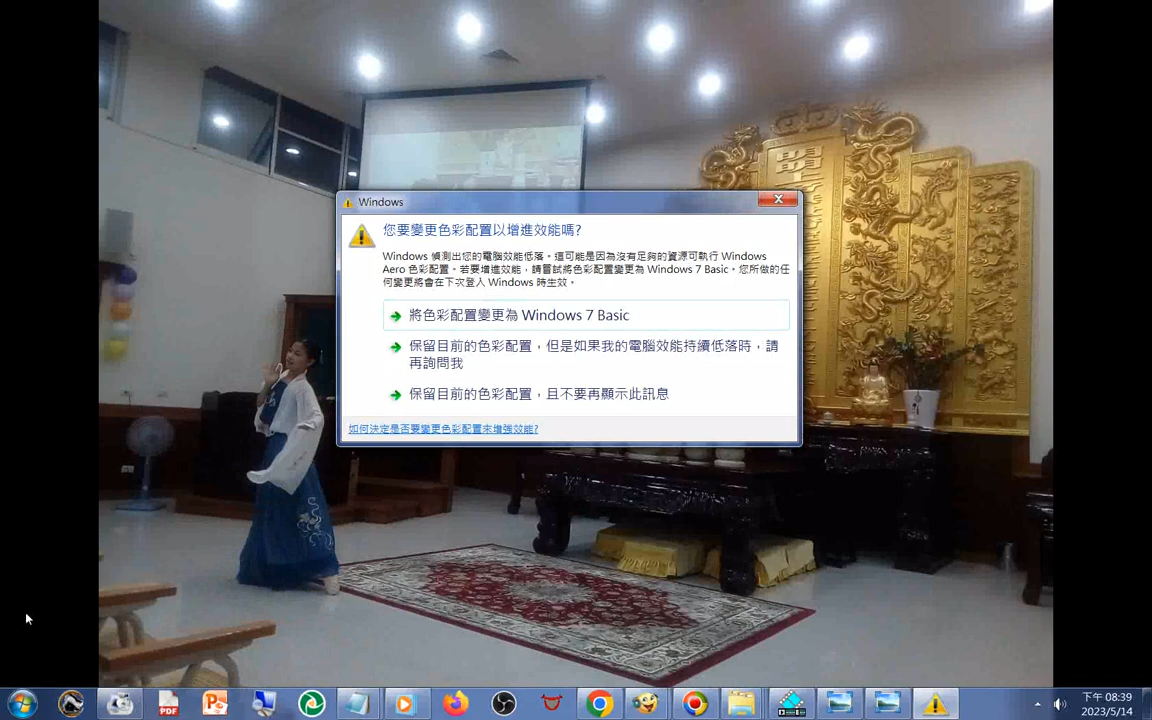 Windows
您要變更色彩配置以增進效能嗎?
Windows 偵測出您的電腦效能低落。這可能是因為沒有足夠的資源可執行 Windows
Aero 色彩配置。若要增進效能，請嘗試將色彩配置變更為 Windows 7 Basic。您所做的任
何變更將會在下次登入 Windows 時生效。
將色彩配置變更為 Windows 7 Basic
保留目前的色彩配置，但是如果我的電腦效能持續低落時，請
再詢問我
保留目前的色彩配置，且不要再顯示此訊息
如何決定是否要變更色彩配置來增強效能?
PDF
下午 08:39
2023/5/14